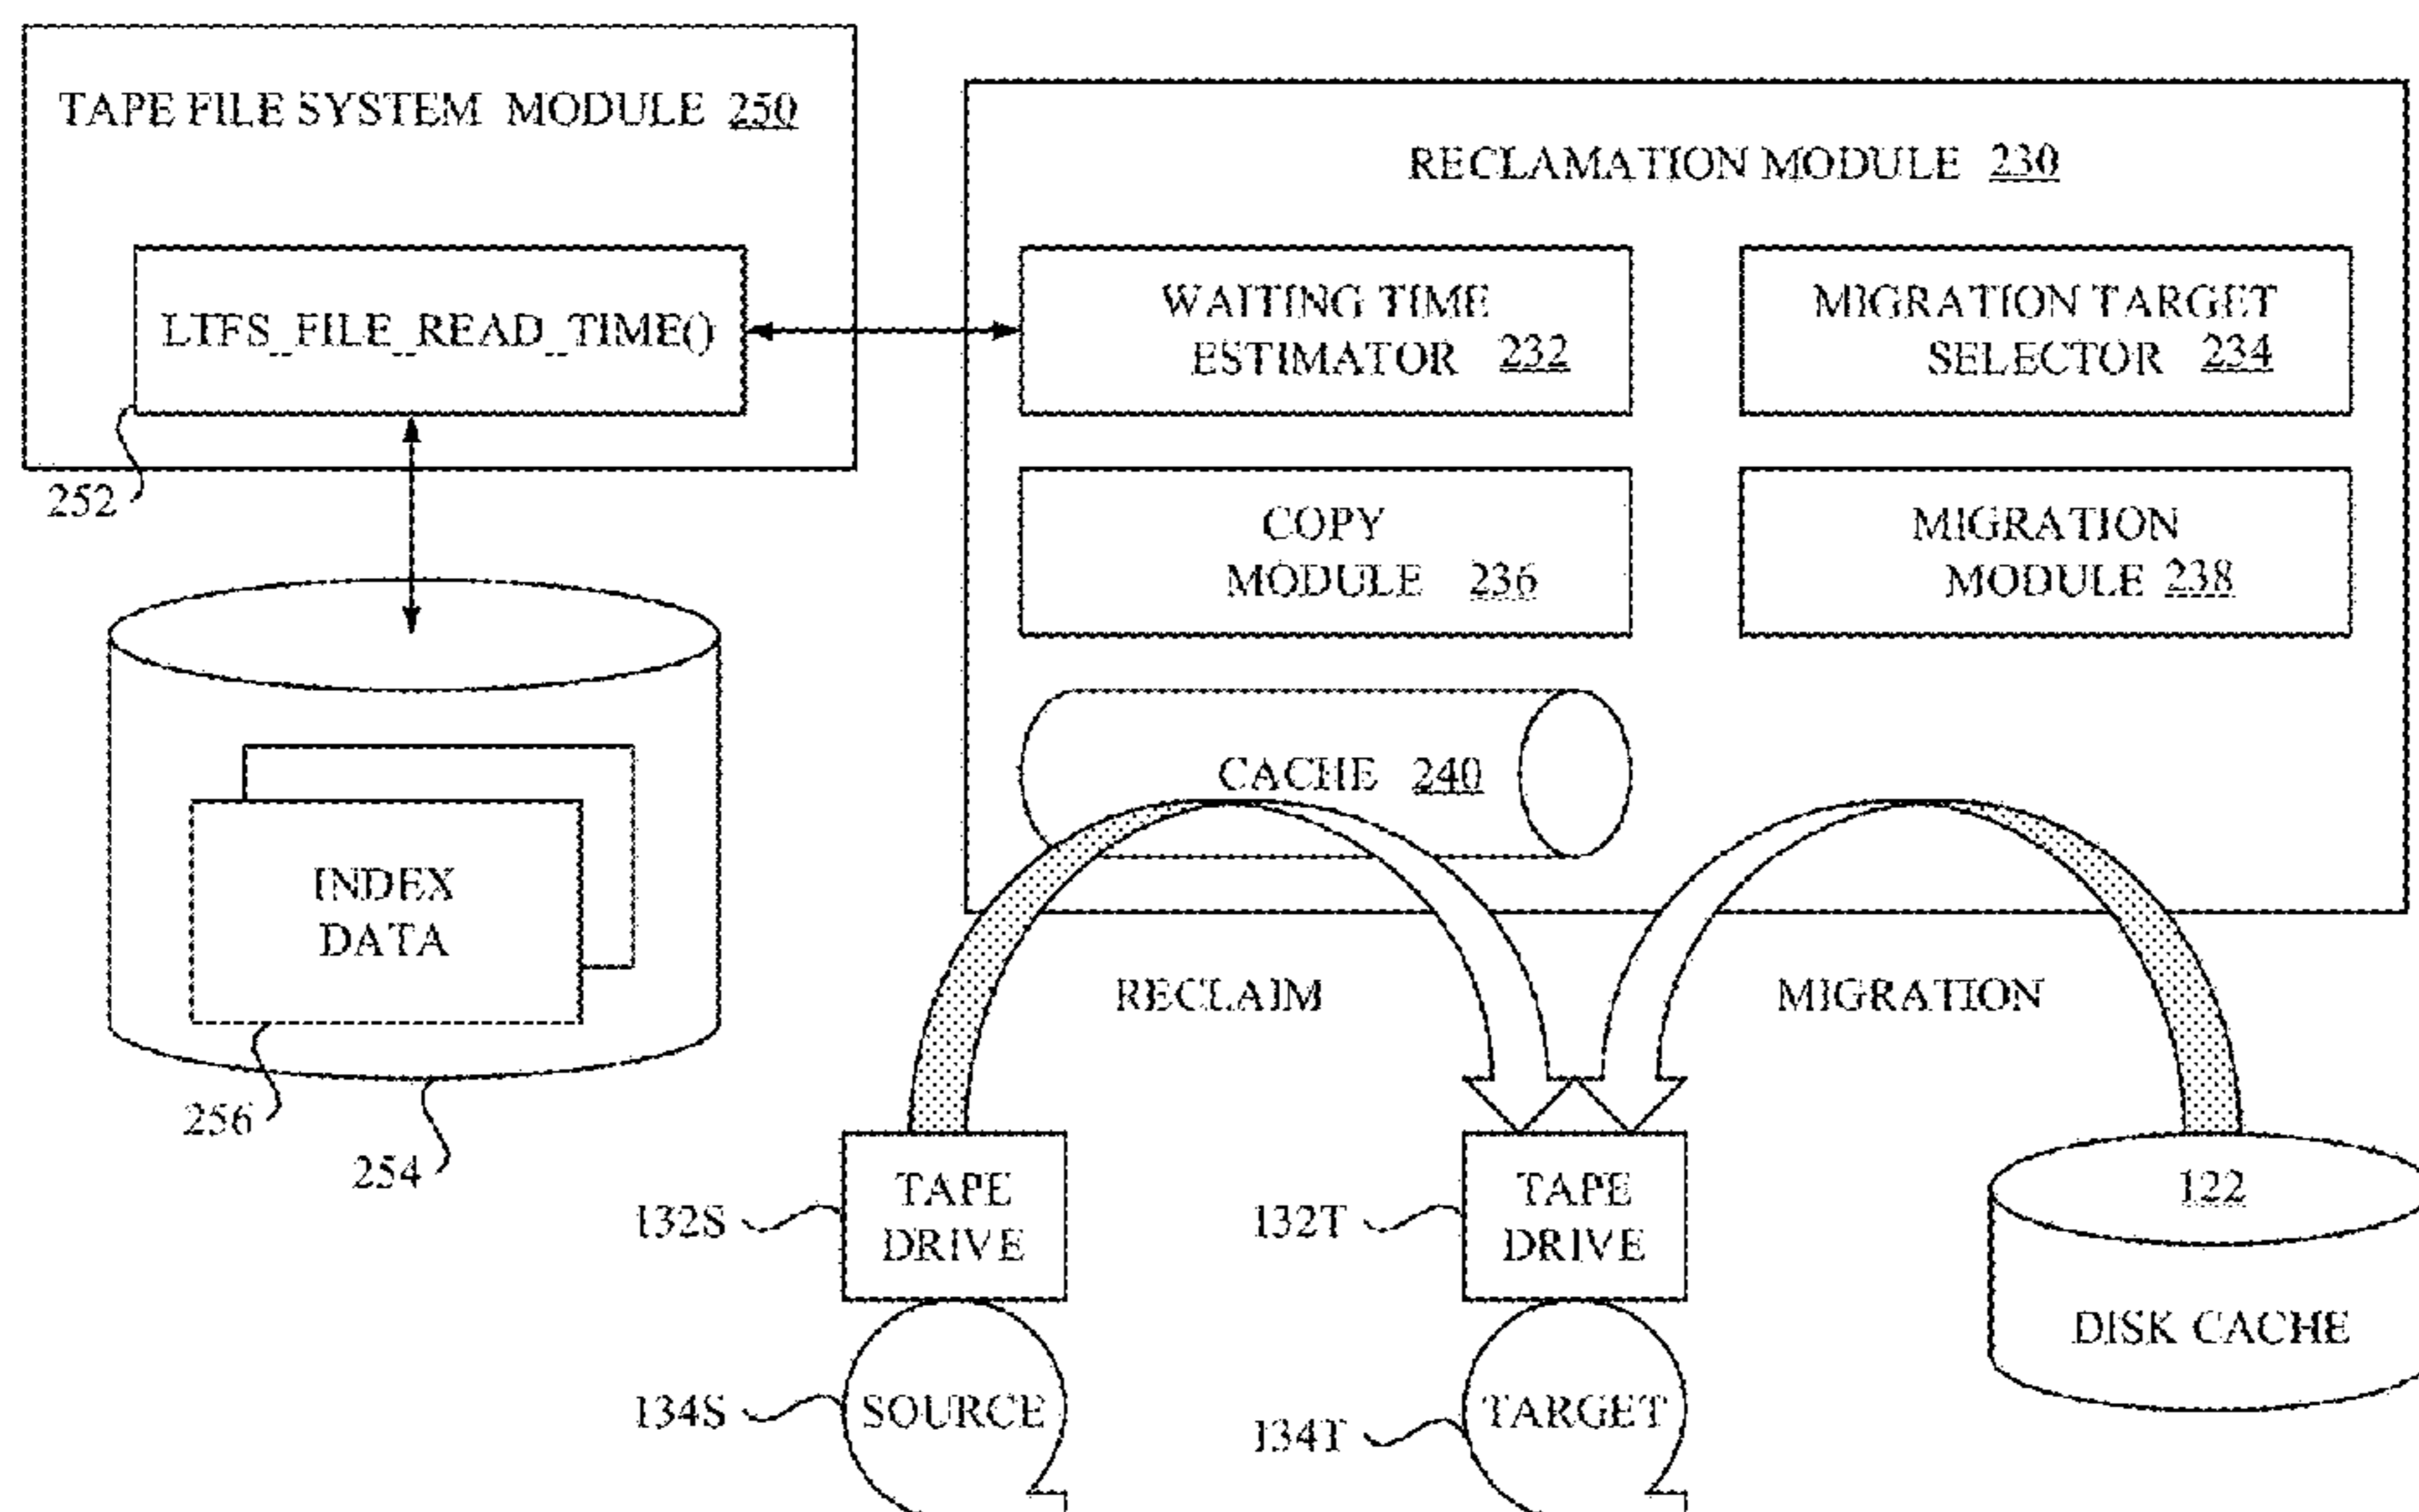 TAPE FILE SYSTEM MODULE 250
LTFS_FILE_READ_TIME()
252
RECLAMATION MODULE 230
WAITING TIME
ESTIMATOR 232
MIGRATION TARGET
SELECTOR 234
COPY
MODULE 236
MIGRATION
MODULE 238
CACHE 240
INDEX
DATA
256
254
RECLAIM
MIGRATION
132S
TAPE
DRIVE
132T
TAPE
DRIVE
122
DISK CACHE
134S
SOURCE
134T
TARGET